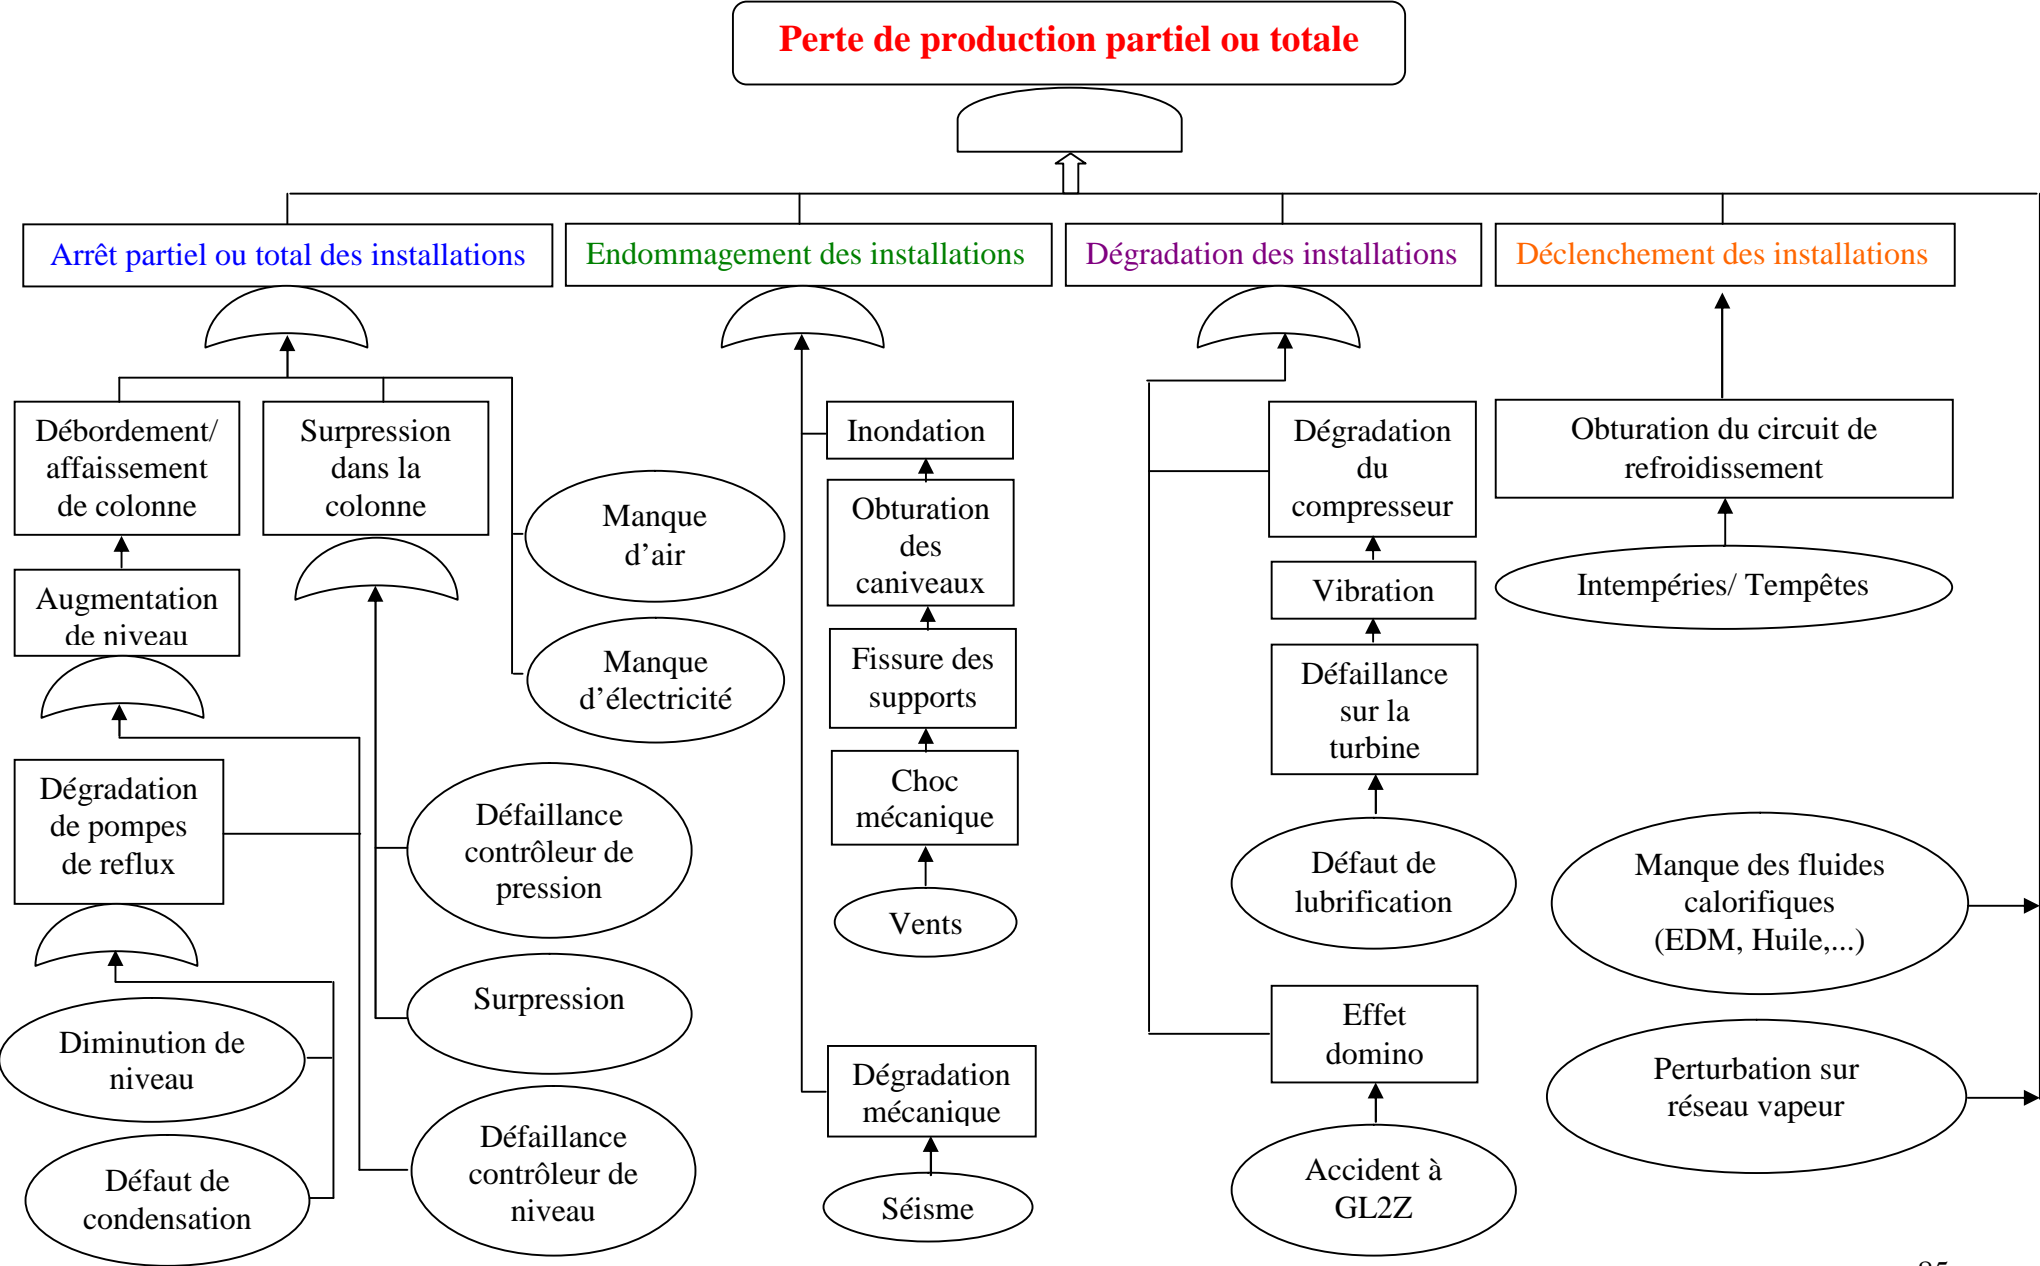 Perte de production partiel ou totale
Arrêt partiel ou total des installations
Endommagement des installations
Dégradation des installations
Déclenchement des installations
Débordement/
affaissement
de colonne
Surpression
dans la
colonne
Manque
d’air
Manque
d’électricité
Augmentation
de niveau
Dégradation
de pompes
de reflux
Défaillance
contrôleur de
pression
Surpression
Diminution de
niveau
Défaut de
condensation
Défaillance
contrôleur de
niveau
Inondation
Obturation
des
caniveaux
Fissure des
supports
Choc
mécanique
Vents
Dégradation
mécanique
Séisme
Dégradation
du
compresseur
Vibration
Défaillance
sur la
turbine
Défaut de
lubrification
Effet
domino
Accident à
GL2Z
Obturation du circuit de
refroidissement
Intempéries/ Tempêtes
Manque des fluides
calorifiques
(EDM, Huile,...)
Perturbation sur
réseau vapeur